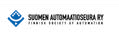 SUOMEN AUTOMAATIOSEURA RY
FINNISH SOCIETY OF AUTOMATION